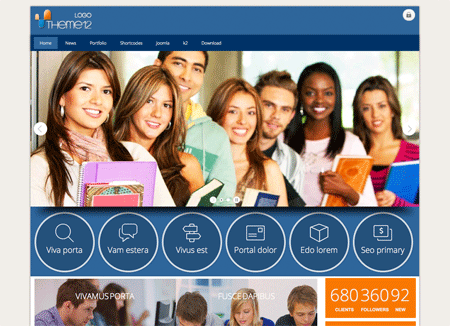 LOGO
THEME12
Home News Portfolio Shortcodes Joomla k2 Download
Viva porta Vam estera Vivus est Portal dolor Edo lorem Seo primary
VIVAMUS PORTA FUSCE DAPIBUS
680 360 92
CLIENTS FOLLOWERS NEW